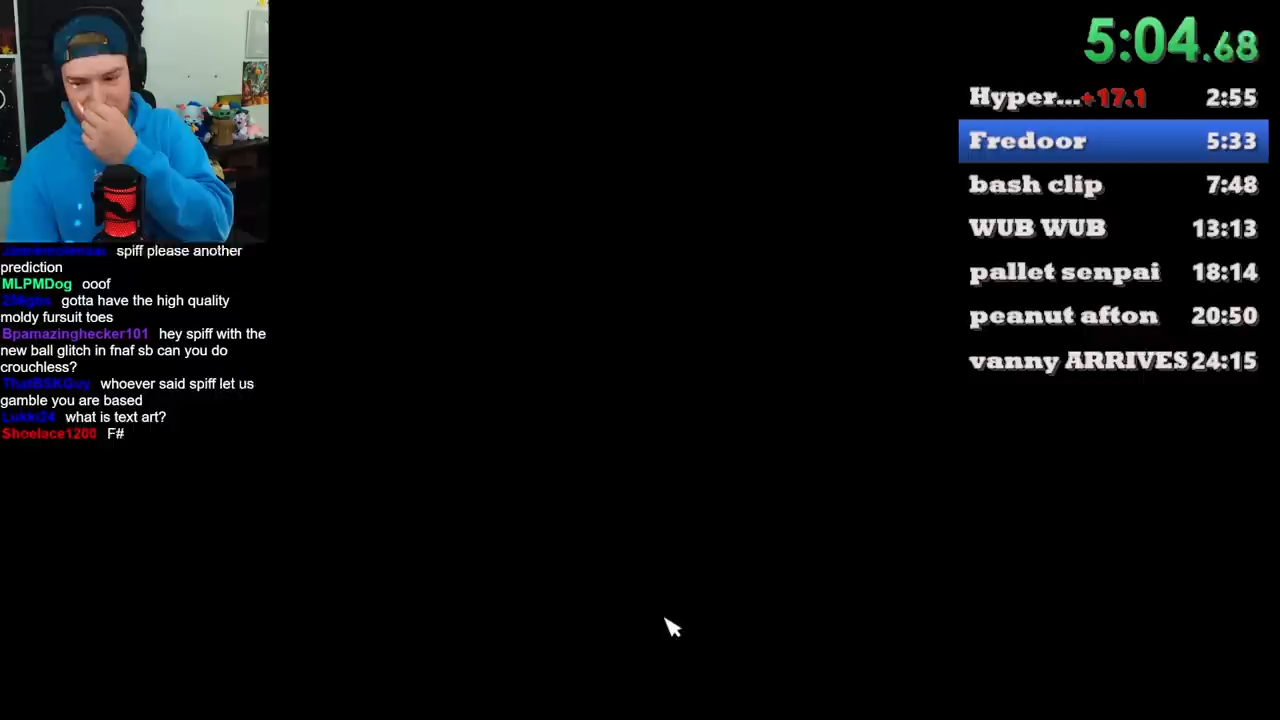 5:04.68
Hyper...+17.1 2:55
Fredoor 5:33
bash clip 7:48
WUB WUB 13:13
pallet senpai 18:14
peanut afton 20:50
vanny ARRIVES 24:15
spiff please another
prediction
MLPMDog ooof
gotta have the high quality
moldy fursuit toes
Bpamazinghecker101 hey spiff with the
new ball glitch in fnaf sb can you do
crouchless?
ThatBSKGuy whoever said spiff let us
gamble you are based
Lukki24 what is text art?
Shoelace1200 F#